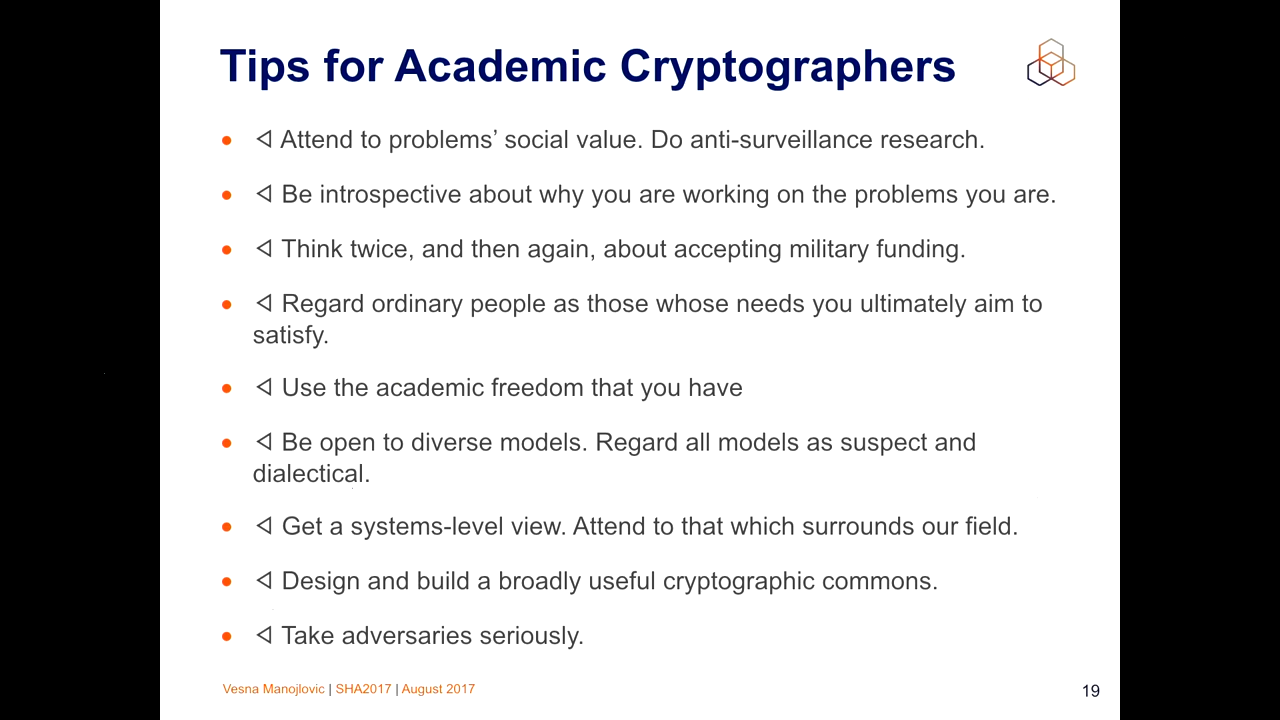 Tips for Academic Cryptographers
• ⊲ Attend to problems’ social value. Do anti-surveillance research.
• ⊲ Be introspective about why you are working on the problems you are.
• ⊲ Think twice, and then again, about accepting military funding.
• ⊲ Regard ordinary people as those whose needs you ultimately aim to
satisfy.
• ⊲ Use the academic freedom that you have
• ⊲ Be open to diverse models. Regard all models as suspect and
dialectical.
• ⊲ Get a systems-level view. Attend to that which surrounds our field.
• ⊲ Design and build a broadly useful cryptographic commons.
• ⊲ Take adversaries seriously.
Vesna Manojlovic | SHA2017 | August 2017
19